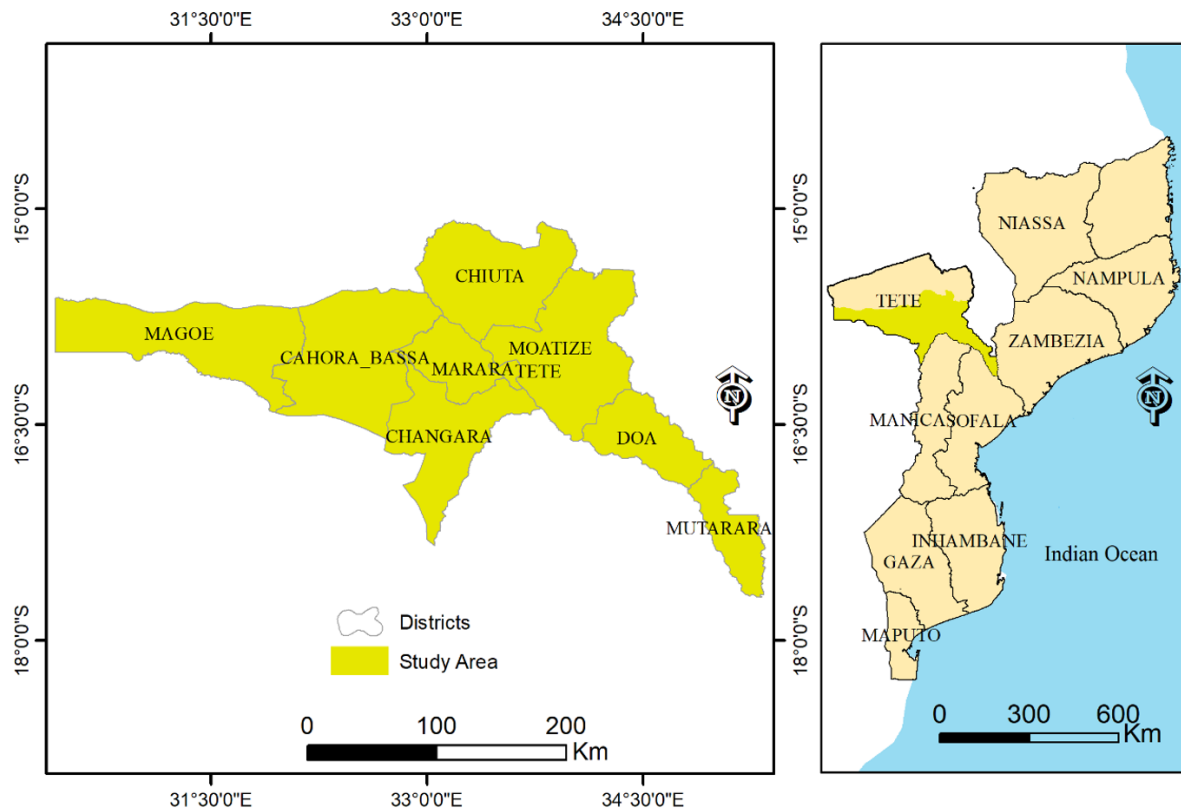 31°30'0"E 33°0'0"E 34°30'0"E
15°0'0"S
16°30'0"S
18°0'0"S
CHIUTA
MAGOE
CAHORA_BASSA
MARARA
TETE
MOATIZE
CHANGARA
DOA
MUTARARA
N
Districts
Study Area
0 100 200
Km
31°30'0"E 33°0'0"E 34°30'0"E
NIASSA
NAMPULA
TETE
ZAMBEZIA
N
MANICA
SOFALA
INHAMBANE
GAZA
Indian Ocean
MAPUTO
0 300 600
Km
15°0'0"S
16°30'0"S
18°0'0"S